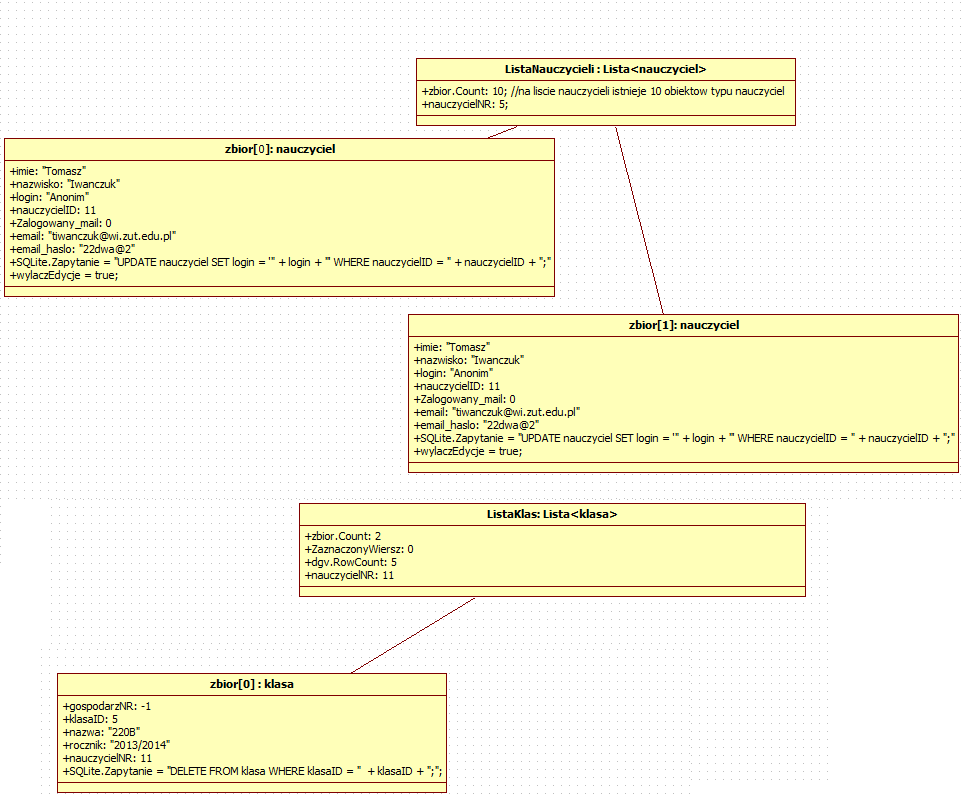 ListaNauczycieli : Lista<nauczyciel>
+zbior.Count: 10; //na liscie nauczycieli istnieje 10 obiektow typu nauczyciel
+nauczycielNR: 5;
zbior[0]: nauczyciel
+imie: "Tomasz"
+nazwisko: "Iwanczuk"
+login: "Anonim"
+nauczycielID: 11
+Zalogowany_mail: 0
+email: "tiwanczuk@wi.zut.edu.pl"
+email_haslo: "22dwa@2"
+SQLite.Zapytanie = "UPDATE nauczyciel SET login = '" + login + "' WHERE nauczycielID = " + nauczycielID + ";"
+wylaczEdycje = true;
zbior[1]: nauczyciel
+imie: "Tomasz"
+nazwisko: "Iwanczuk"
+login: "Anonim"
+nauczycielID: 11
+Zalogowany_mail: 0
+email: "tiwanczuk@wi.zut.edu.pl"
+email_haslo: "22dwa@2"
+SQLite.Zapytanie = "UPDATE nauczyciel SET login = '" + login + "' WHERE nauczycielID = " + nauczycielID + ";"
+wylaczEdycje = true;
ListaKlas: Lista<klasa>
+zbior.Count: 2
+ZaznaczonyWiersz: 0
+dgv.RowCount: 5
+nauczycielNR: 11
zbior[0] : klasa
+gospodarzNR: -1
+klasaID: 5
+nazwa: "220B"
+rocznik: "2013/2014"
+nauczycielNR: 11
+SQLite.Zapytanie = "DELETE FROM klasa WHERE klasaID = " + klasaID + ";";